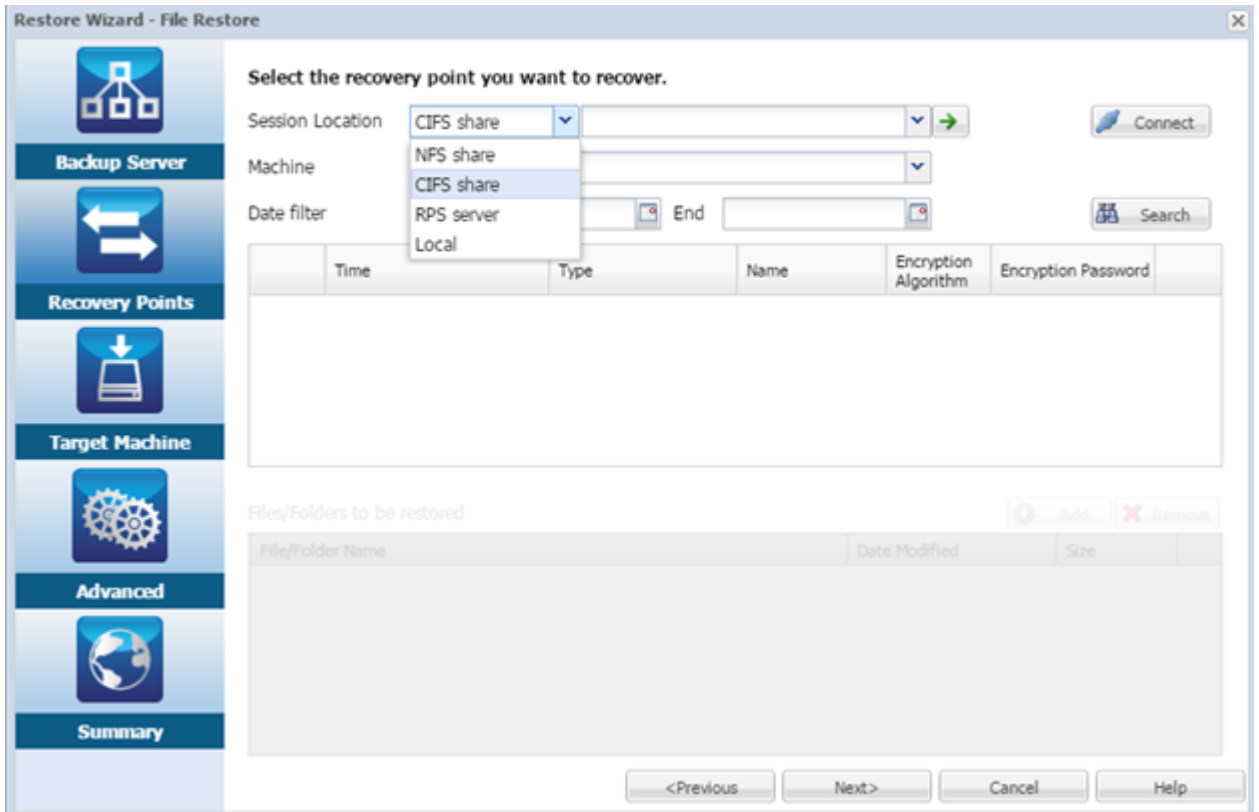 Restore Wizard - File Restore
Backup Server
Recovery Points
Target Machine
Advanced
Summary
Select the recovery point you want to recover.
Session Location CIFS share Connect
NFS share
CIFS share
RPS server
Local
Machine
Date filter End Search
Time Type Name Encryption Algorithm Encryption Password
Files/Folders to be restored Add Remove
File/Folder Name Date Modified Size
<Previous Next> Cancel Help